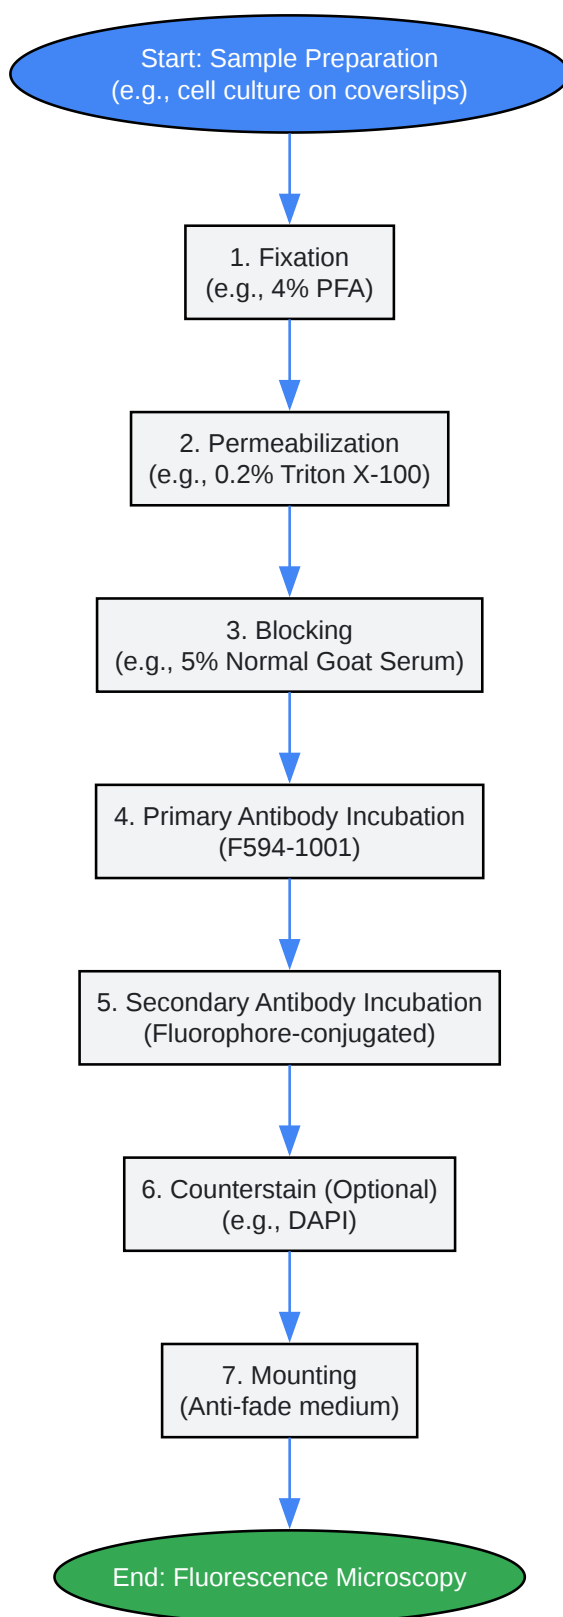 Start: Sample Preparation
(e.g., cell culture on coverslips)
1. Fixation
(e.g., 4% PFA)
2. Permeabilization
(e.g., 0.2% Triton X-100)
3. Blocking
(e.g., 5% Normal Goat Serum)
4. Primary Antibody Incubation
(F594-1001)
5. Secondary Antibody Incubation
(Fluorophore-conjugated)
6. Counterstain (Optional)
(e.g., DAPI)
7. Mounting
(Anti-fade medium)
End: Fluorescence Microscopy